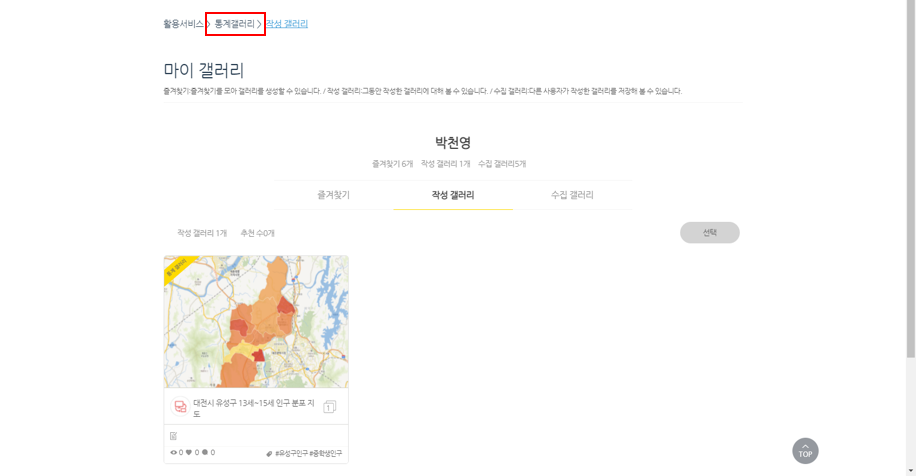 활용서비스 > 통계갤러리 > 작성 갤러리
마이 갤러리
즐겨찾기:즐겨찾기를 모아 갤러리를 생성할 수 있습니다. / 작성 갤러리:그동안 작성한 갤러리에 대해 볼 수 있습니다. / 수집 갤러리:다른 사용자가 작성한 갤러리를 저장해 볼 수 있습니다.
박천영
즐겨찾기 6개 작성 갤러리 1개 수집 갤러리5개
즐겨찾기 작성 갤러리 수집 갤러리
작성 갤러리 1개 추천 수0개 선택
통계 갤러리
대전시 유성구 13세~15세 인구 분포 지
도
1
0 0 0 #유성구인구 #중학생인구
TOP